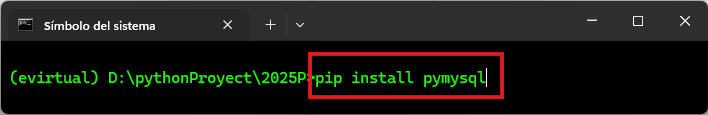 Símbolo del sistema
(evirtual) D:\pythonProyect\2025P>pip install pymysql